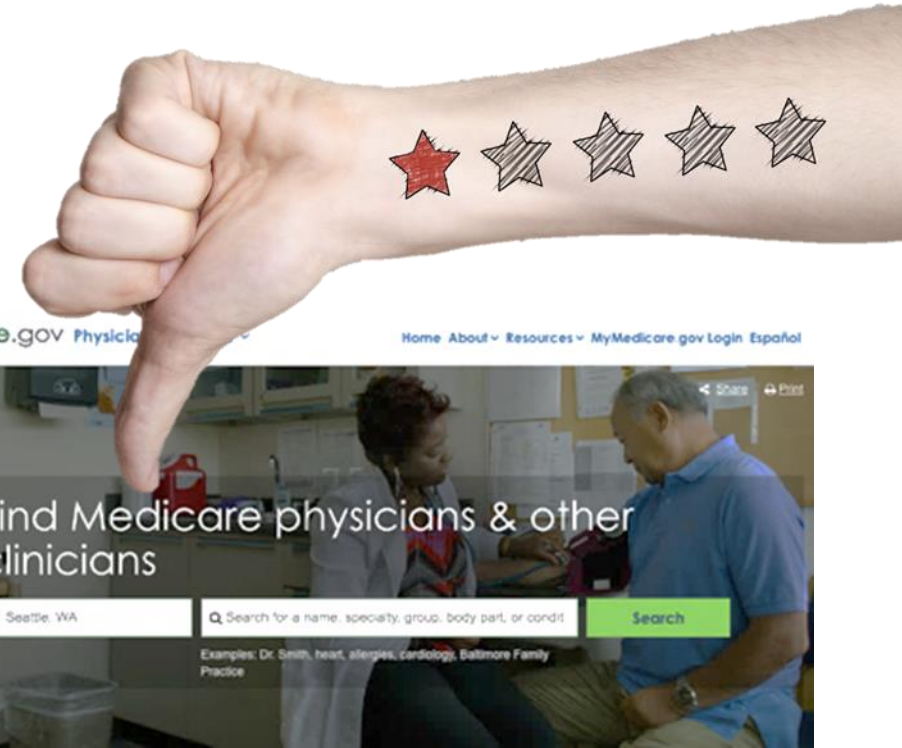 e.gov Physicia
Home About Resources MyMedicare.gov Login Español
Share Print
ind Medicare physicians & other
linicians
Seattle, WA
Search for a name, specialty, group, body part, or condit
Search
Examples: Dr. Smith, heart, allergies, cardiology, Baltimore Family
Practice